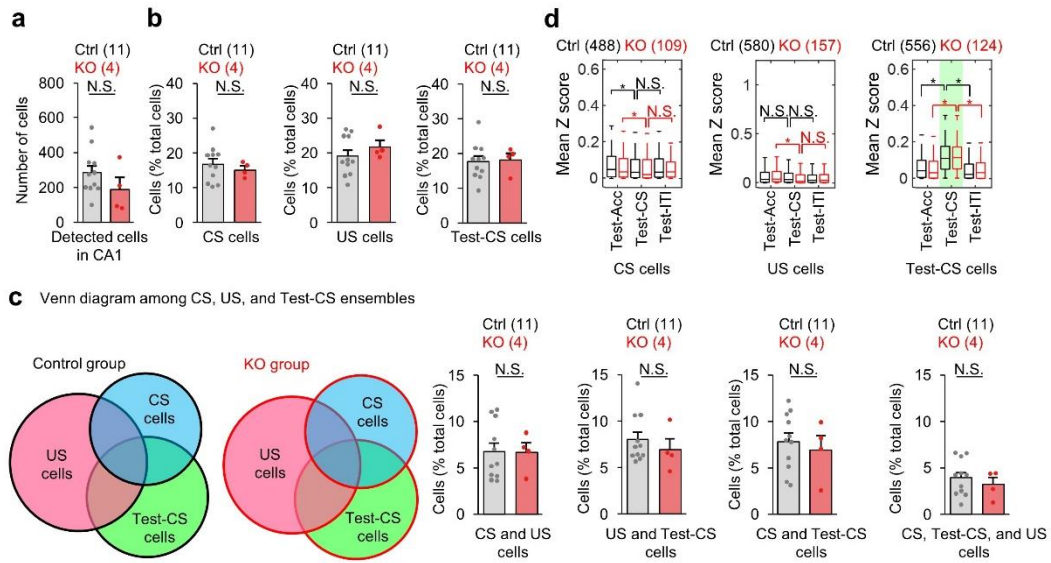 a
Ctrl (11)
KO (4)
N.S.
Number of cells
800
600
400
200
0
Detected cells
in CA1
b
Ctrl (11)
KO (4)
N.S.
Cells (% total cells)
40
30
20
10
0
CS cells
Ctrl (11)
KO (4)
N.S.
Cells (% total cells)
40
30
20
10
0
US cells
Ctrl (11)
KO (4)
N.S.
Cells (% total cells)
40
30
20
10
0
Test-CS cells
d
Ctrl (488) KO (109)
N.S.
* 
N.S.
*
Mean Z score
0.6
0.4
0.2
0
Test-Acc
Test-CS
Test-ITI
CS cells
Ctrl (580) KO (157)
N.S. N.S.
* N.S.
Mean Z score
1
0.5
0
Test-Acc
Test-CS
Test-ITI
US cells
Ctrl (556) KO (124)
* *
* *
Mean Z score
0.6
0.4
0.2
0
Test-Acc
Test-CS
Test-ITI
Test-CS cells
c Venn diagram among CS, US, and Test-CS ensembles
Control group
US
cells
CS
cells
Test-CS
cells
KO group
US
cells
CS
cells
Test-CS
cells
Ctrl (11)
KO (4)
N.S.
Cells (% total cells)
15
10
5
0
CS and US
cells
Ctrl (11)
KO (4)
N.S.
Cells (% total cells)
15
10
5
0
US and Test-CS
cells
Ctrl (11)
KO (4)
N.S.
Cells (% total cells)
15
10
5
0
CS and Test-CS
cells
Ctrl (11)
KO (4)
N.S.
Cells (% total cells)
15
10
5
0
CS, Test-CS, and US
cells